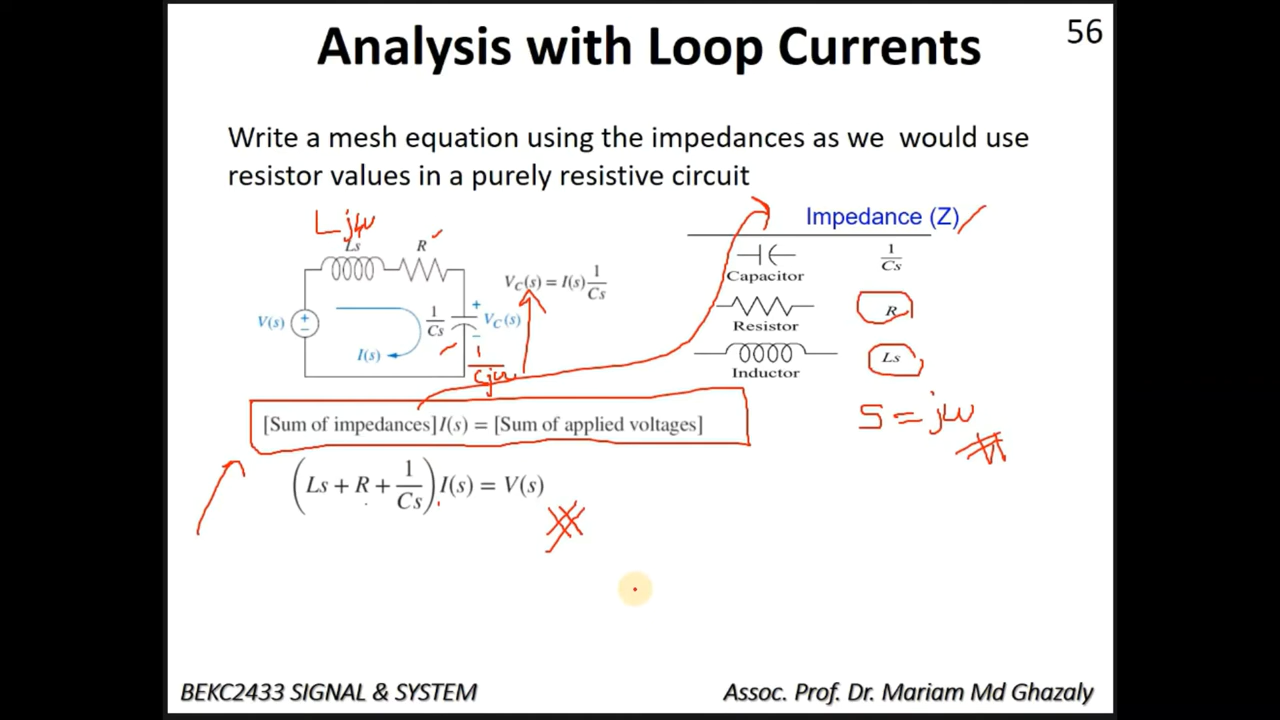 56
Analysis with Loop Currents
Write a mesh equation using the impedances as we would use
resistor values in a purely resistive circuit
Ljω
Ls
R
V(s)
+
−
1/Cs
+
V_C(s)
−
I(s)
1/Cjω
V_C(s) = I(s) 1/Cs
Impedance (Z)
Capacitor
1/Cs
Resistor
R
Inductor
Ls
S = jω
[Sum of impedances]I(s) = [Sum of applied voltages]
(Ls + R + 1/Cs) I(s) = V(s)
BEKC2433 SIGNAL & SYSTEM
Assoc. Prof. Dr. Mariam Md Ghazaly